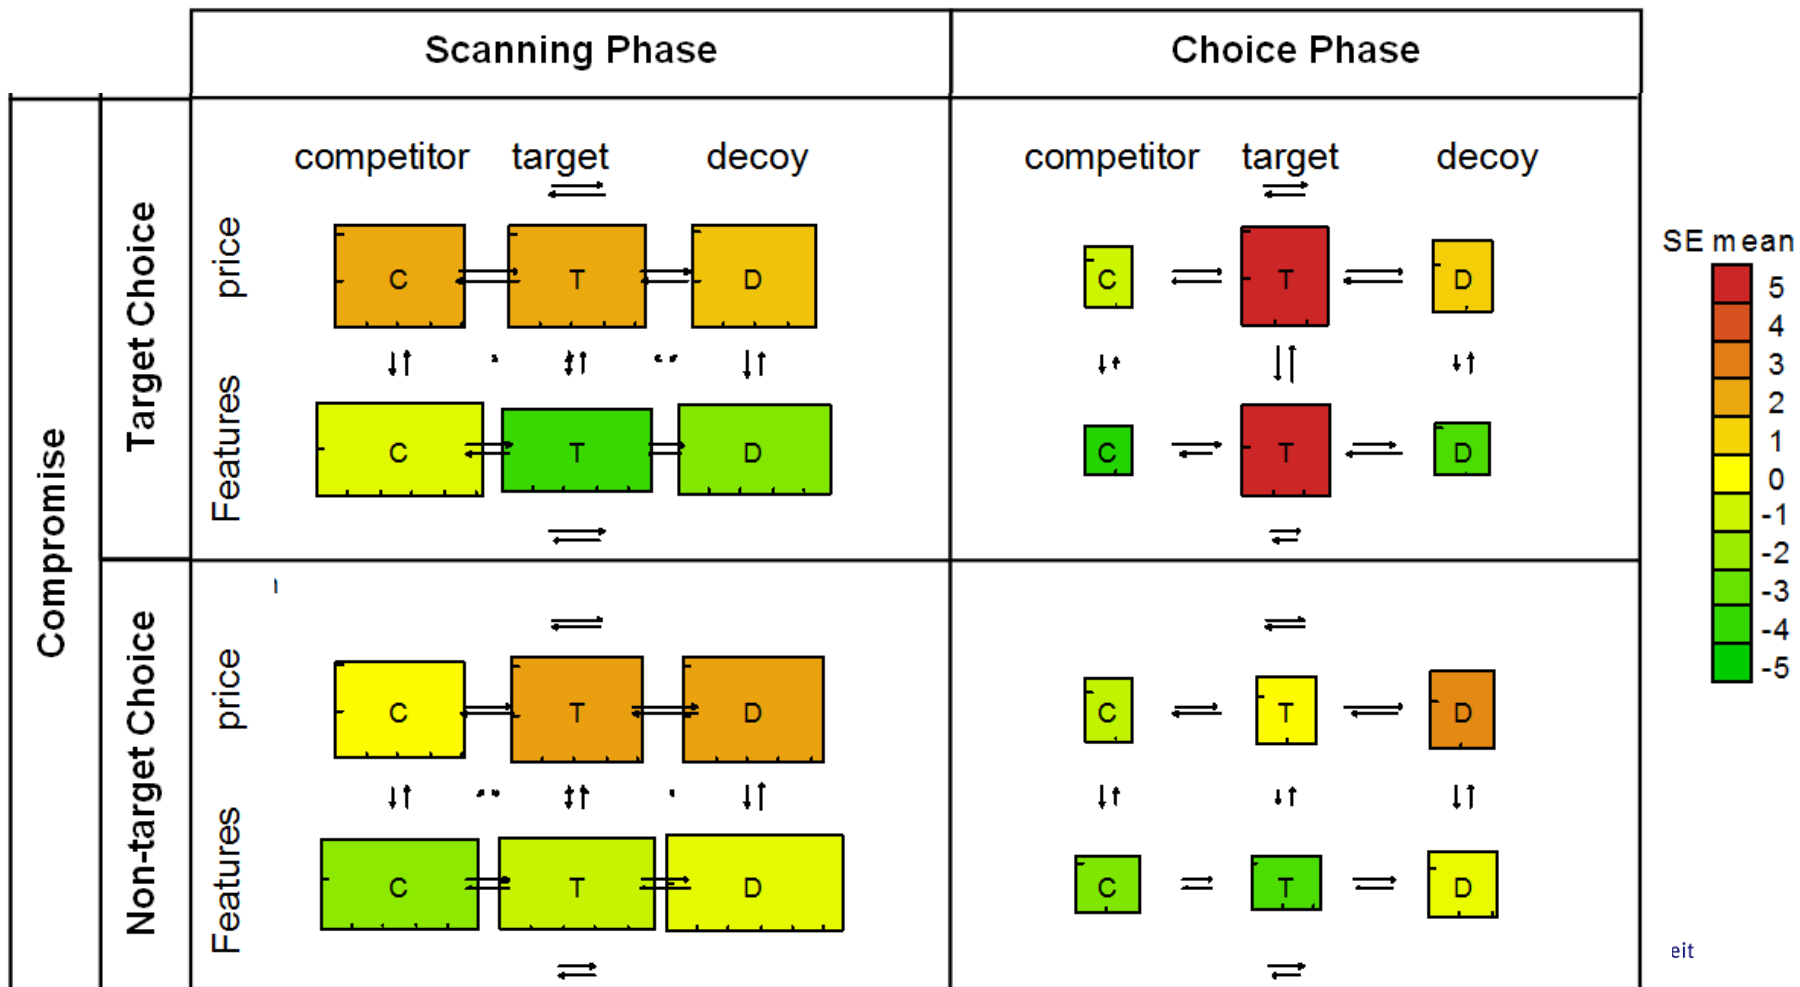 Scanning Phase
Choice Phase
Compromise
Target Choice
competitor target decoy
price
C T D
Features
C T D
competitor target decoy
C T D
C T D
Non-target Choice
price
C T D
Features
C T D
C T D
C T D
SE mean
5
4
3
2
1
0
-1
-2
-3
-4
-5
eit